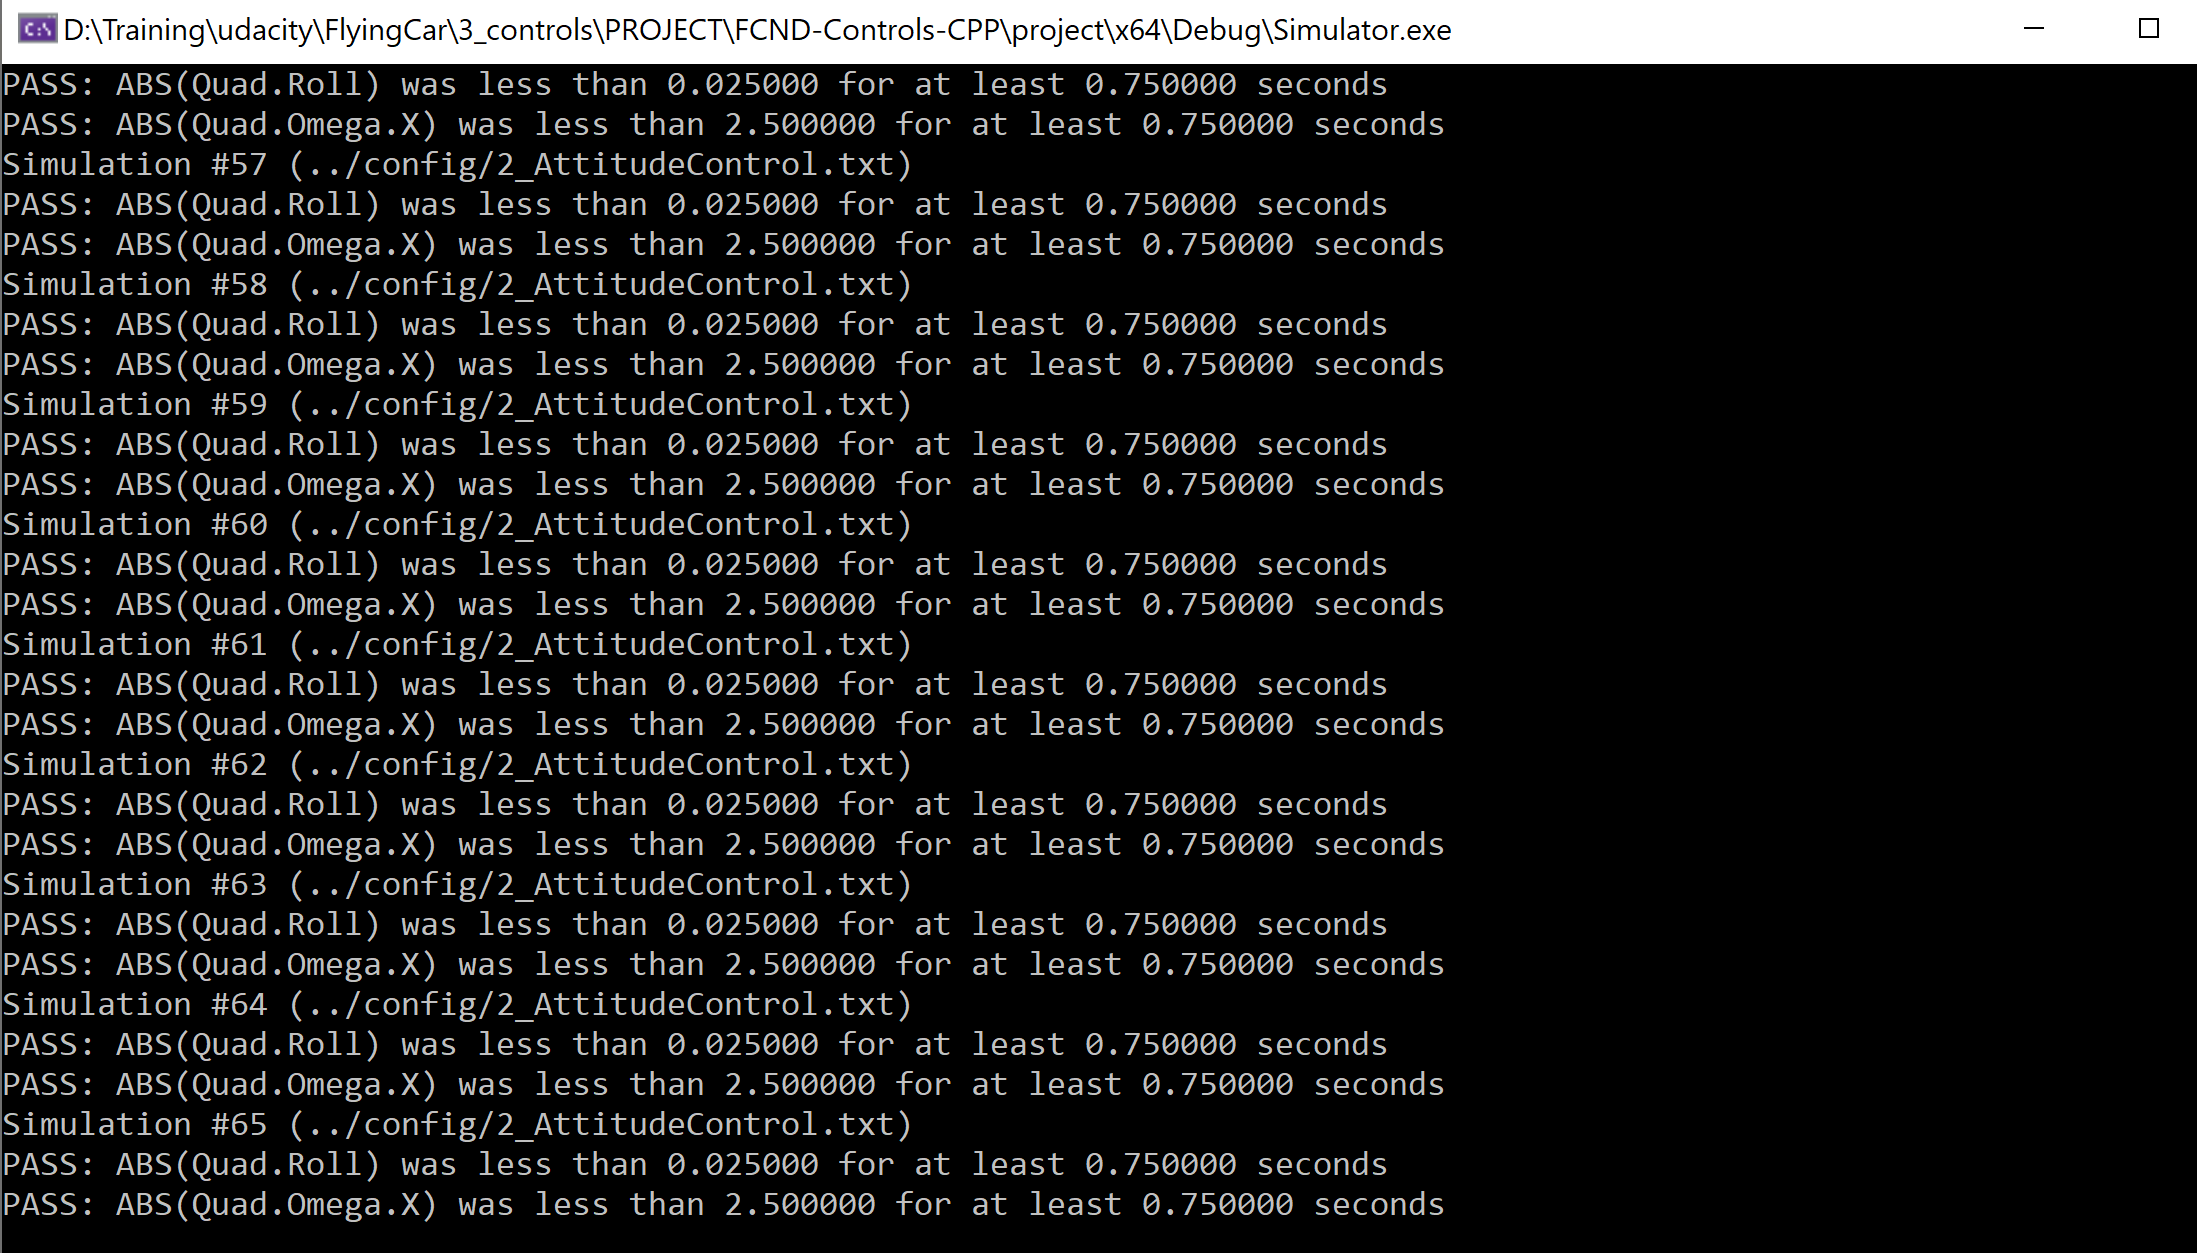 D:\Training\udacity\FlyingCar\3_controls\PROJECT\FCND-Controls-CPP\project\x64\Debug\Simulator.exe
PASS: ABS(Quad.Roll) was less than 0.025000 for at least 0.750000 seconds
PASS: ABS(Quad.Omega.X) was less than 2.500000 for at least 0.750000 seconds
Simulation #57 (../config/2_AttitudeControl.txt)
PASS: ABS(Quad.Roll) was less than 0.025000 for at least 0.750000 seconds
PASS: ABS(Quad.Omega.X) was less than 2.500000 for at least 0.750000 seconds
Simulation #58 (../config/2_AttitudeControl.txt)
PASS: ABS(Quad.Roll) was less than 0.025000 for at least 0.750000 seconds
PASS: ABS(Quad.Omega.X) was less than 2.500000 for at least 0.750000 seconds
Simulation #59 (../config/2_AttitudeControl.txt)
PASS: ABS(Quad.Roll) was less than 0.025000 for at least 0.750000 seconds
PASS: ABS(Quad.Omega.X) was less than 2.500000 for at least 0.750000 seconds
Simulation #60 (../config/2_AttitudeControl.txt)
PASS: ABS(Quad.Roll) was less than 0.025000 for at least 0.750000 seconds
PASS: ABS(Quad.Omega.X) was less than 2.500000 for at least 0.750000 seconds
Simulation #61 (../config/2_AttitudeControl.txt)
PASS: ABS(Quad.Roll) was less than 0.025000 for at least 0.750000 seconds
PASS: ABS(Quad.Omega.X) was less than 2.500000 for at least 0.750000 seconds
Simulation #62 (../config/2_AttitudeControl.txt)
PASS: ABS(Quad.Roll) was less than 0.025000 for at least 0.750000 seconds
PASS: ABS(Quad.Omega.X) was less than 2.500000 for at least 0.750000 seconds
Simulation #63 (../config/2_AttitudeControl.txt)
PASS: ABS(Quad.Roll) was less than 0.025000 for at least 0.750000 seconds
PASS: ABS(Quad.Omega.X) was less than 2.500000 for at least 0.750000 seconds
Simulation #64 (../config/2_AttitudeControl.txt)
PASS: ABS(Quad.Roll) was less than 0.025000 for at least 0.750000 seconds
PASS: ABS(Quad.Omega.X) was less than 2.500000 for at least 0.750000 seconds
Simulation #65 (../config/2_AttitudeControl.txt)
PASS: ABS(Quad.Roll) was less than 0.025000 for at least 0.750000 seconds
PASS: ABS(Quad.Omega.X) was less than 2.500000 for at least 0.750000 seconds